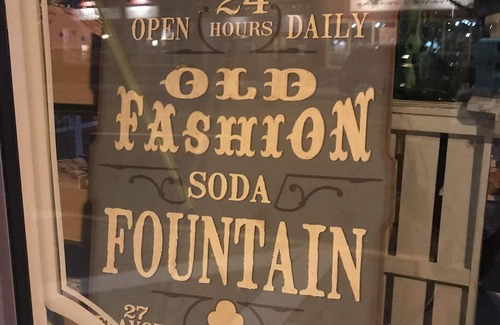 24
OPEN HOURS DAILY
OLD
FASHION
SODA
FOUNTAIN
27